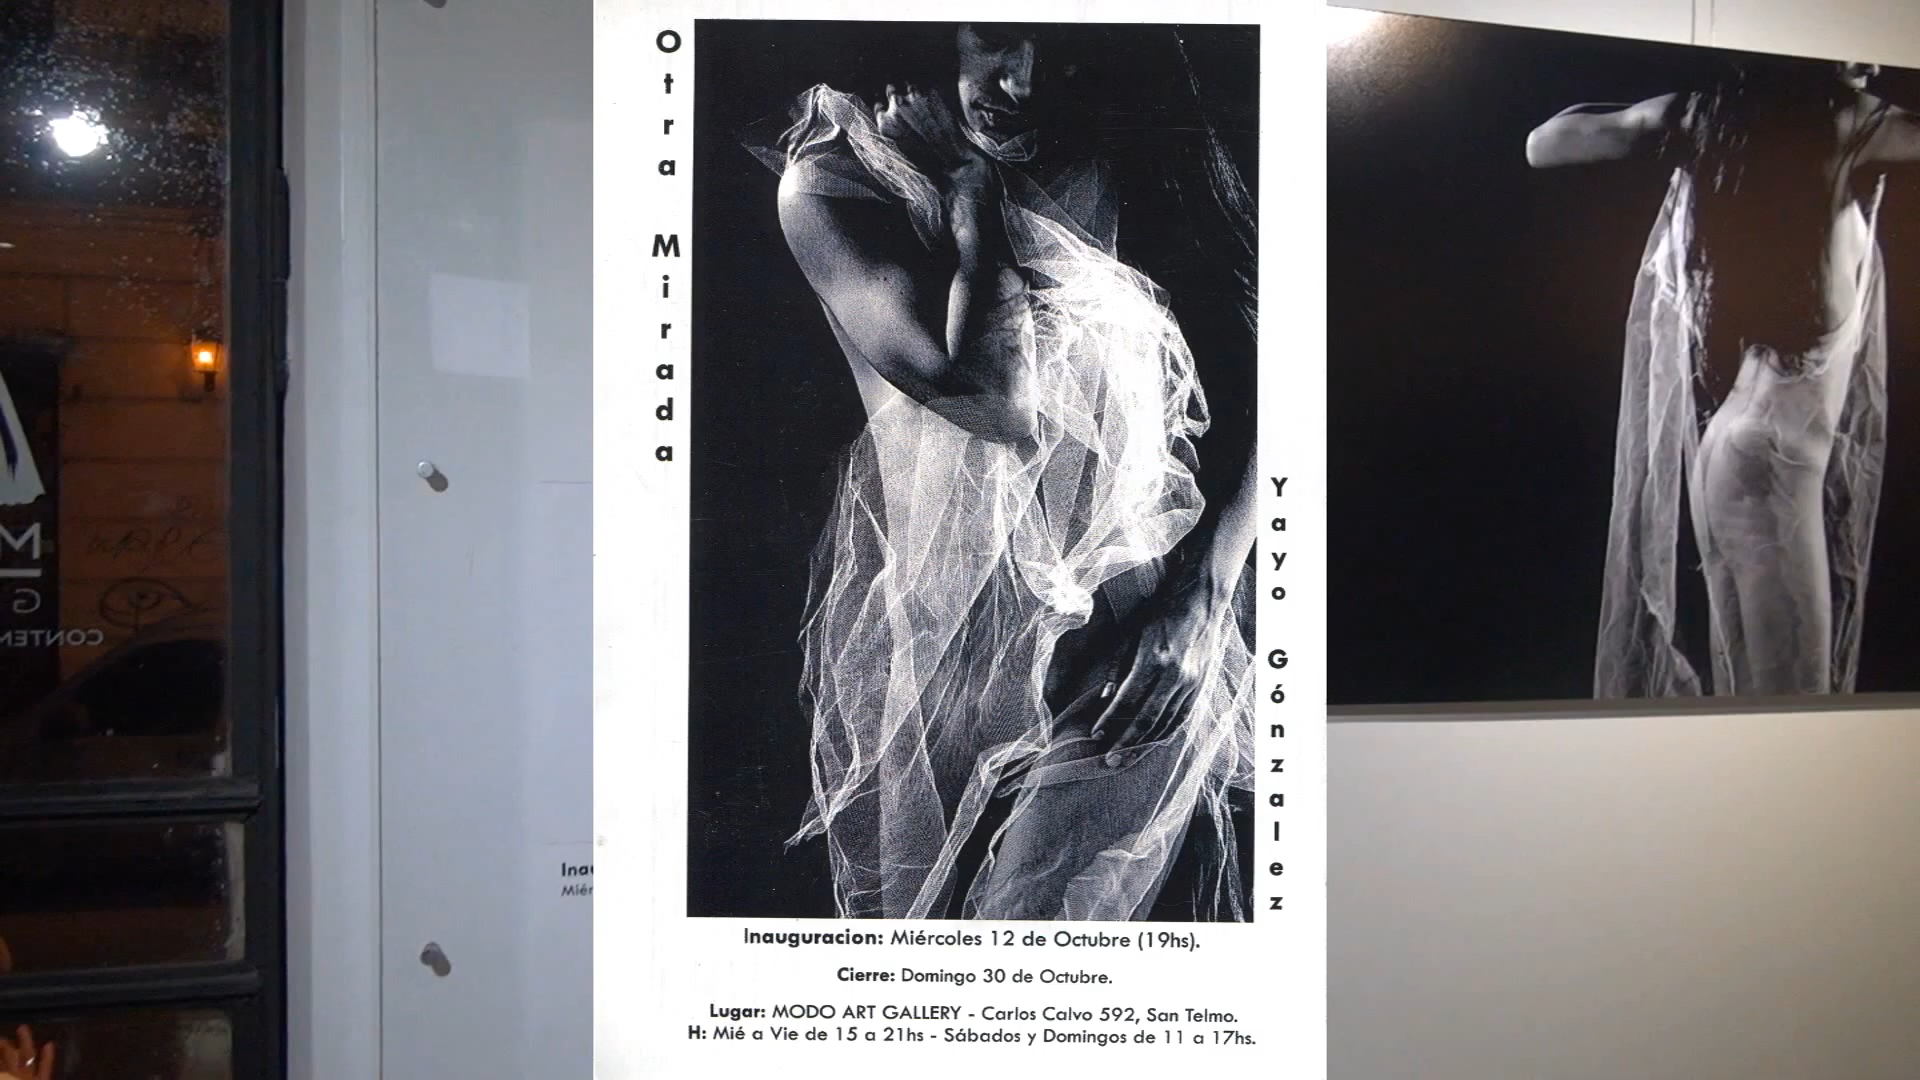 Otra Mirada
Yayo Gónzalez
Inauguracion: Miércoles 12 de Octubre (19hs).
Cierre: Domingo 30 de Octubre.
Lugar: MODO ART GALLERY - Carlos Calvo 592, San Telmo.
H: Mié a Vie de 15 a 21hs - Sábados y Domingos de 11 a 17hs.